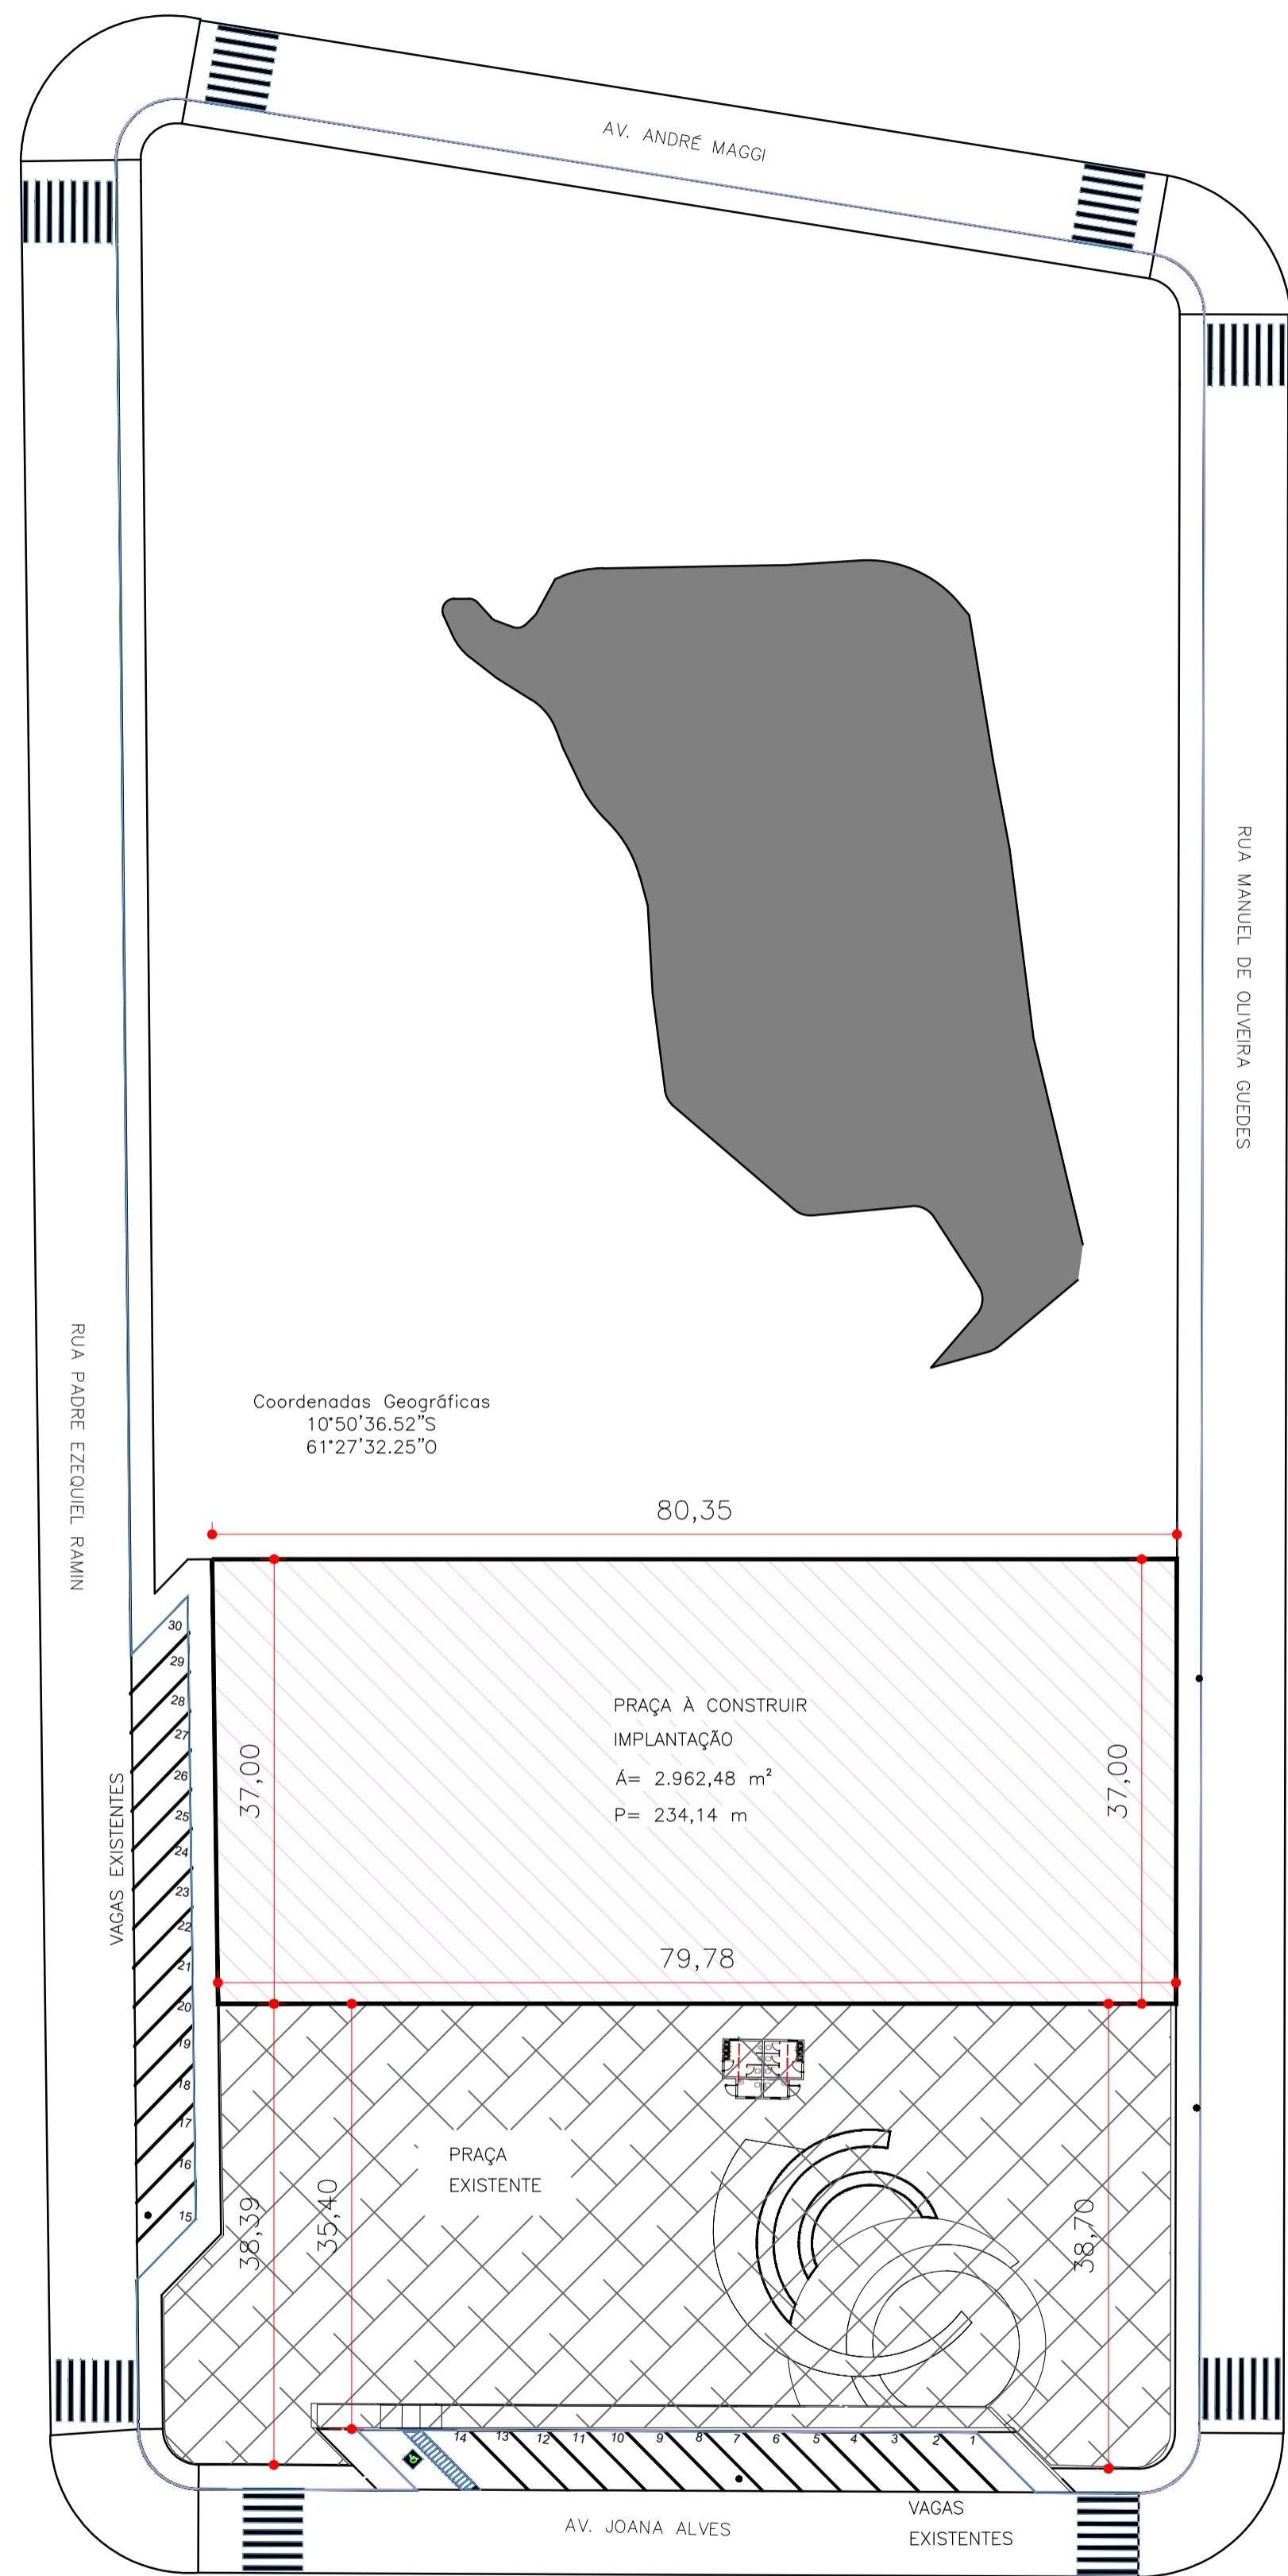 AV. ANDRÉ MAGGI
RUA MANUEL DE OLIVEIRA GUEDES
RUA PADRE EZEQUIEL RAMIN
Coordenadas Geográficas
10°50'36.52"S
61°27'32.25"O
80,35
30
29
28
27
26
25
24
23
22
21
20
19
18
17
16
15
VAGAS EXISTENTES
37,00
PRAÇA À CONSTRUIR
IMPLANTAÇÃO
Á= 2.962,48 m²
P= 234,14 m
37,00
79,78
PRAÇA
EXISTENTE
38,39
35,40
38,70
14 13 12 11 10 9 8 7 6 5 4 3 2 1
AV. JOANA ALVES
VAGAS
EXISTENTES